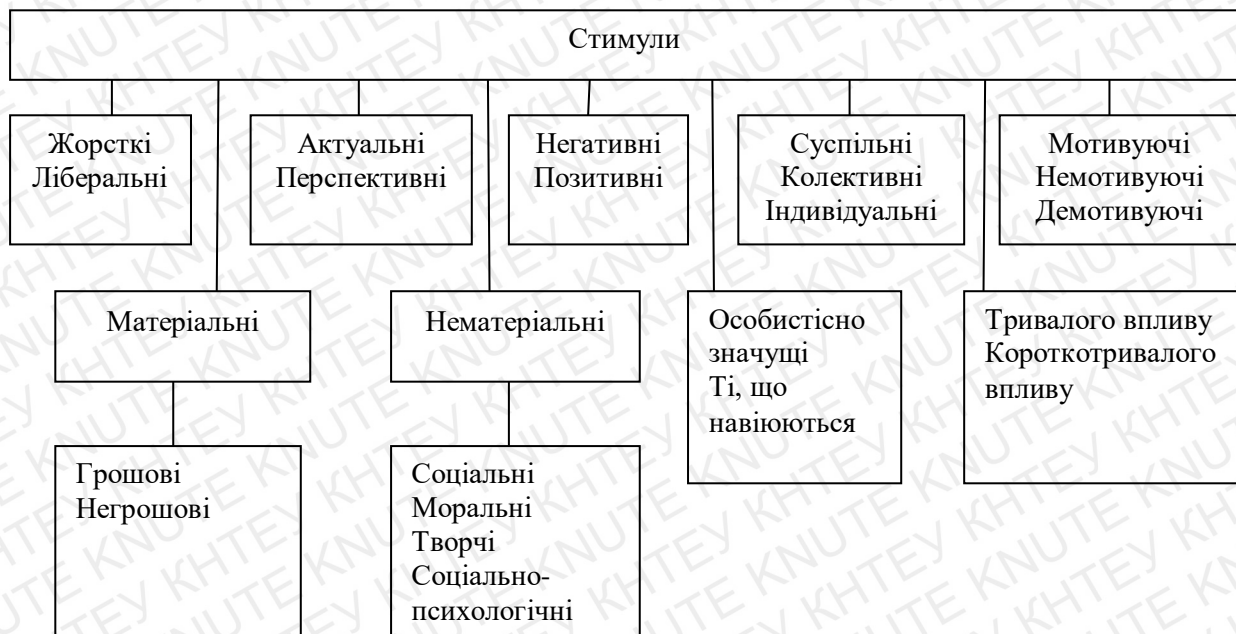 Стимули
Жорсткі
Ліберальні
Актуальні
Перспективні
Негативні
Позитивні
Суспільні
Колективні
Індивідуальні
Мотивуючі
Немотивуючі
Демотивуючі
Матеріальні
Нематеріальні
Особистісно
значущі
Ті, що
навіюються
Тривалого впливу
Короткотривалого
впливу
Грошові
Негрошові
Соціальні
Моральні
Творчі
Соціально-
психологічні